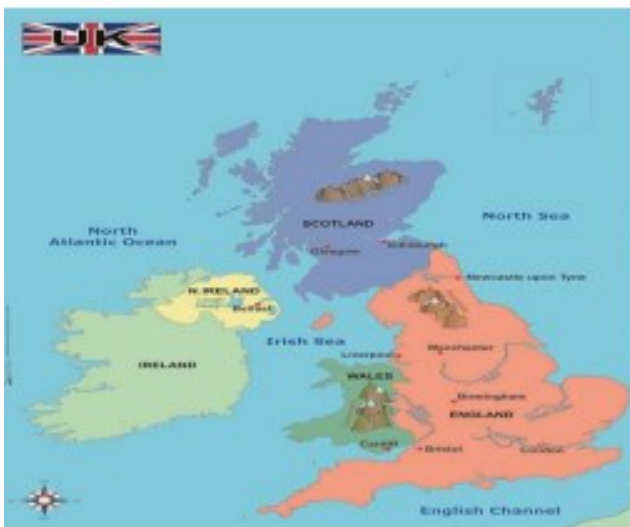 UK
North Sea
North
Atlantic Ocean
SCOTLAND
Edinburgh
Glasgow
Newcastle upon Tyne
N. IRELAND
Belfast
Irish Sea
Liverpool
Manchester
IRELAND
WALES
Birmingham
ENGLAND
Cardiff
Bristol
London
English Channel